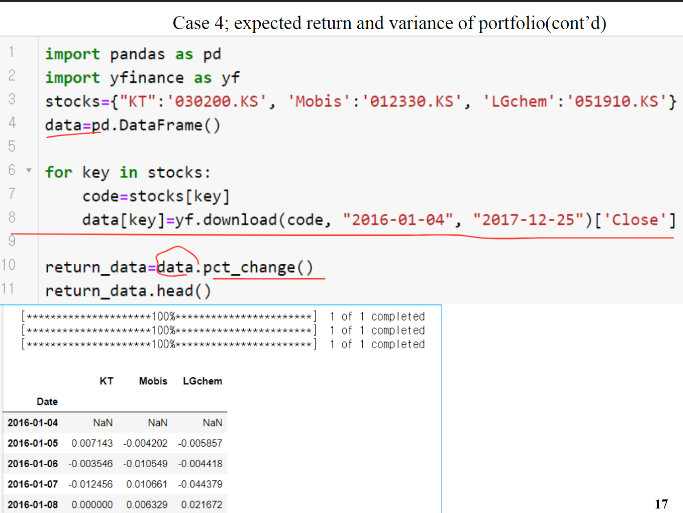 Case 4; expected return and variance of portfolio(cont'd)
1 import pandas as pd
2 import yfinance as yf
3 stocks={"KT":'030200.KS', 'Mobis':'012330.KS', 'LGchem':'051910.KS'}
4 data=pd.DataFrame()
5
6 for key in stocks:
7 code=stocks[key]
8 data[key]=yf.download(code, "2016-01-04", "2017-12-25")['Close']
9
10 return_data=data.pct_change()
11 return_data.head()
[**********************100%***********************] 1 of 1 completed
[**********************100%***********************] 1 of 1 completed
[**********************100%***********************] 1 of 1 completed
KT Mobis LGchem
Date
2016-01-04 NaN NaN NaN
2016-01-05 0.007143 -0.004202 -0.005857
2016-01-06 -0.003546 -0.010549 -0.004418
2016-01-07 -0.012456 0.010661 -0.044379
2016-01-08 0.000000 0.006329 0.021672
17